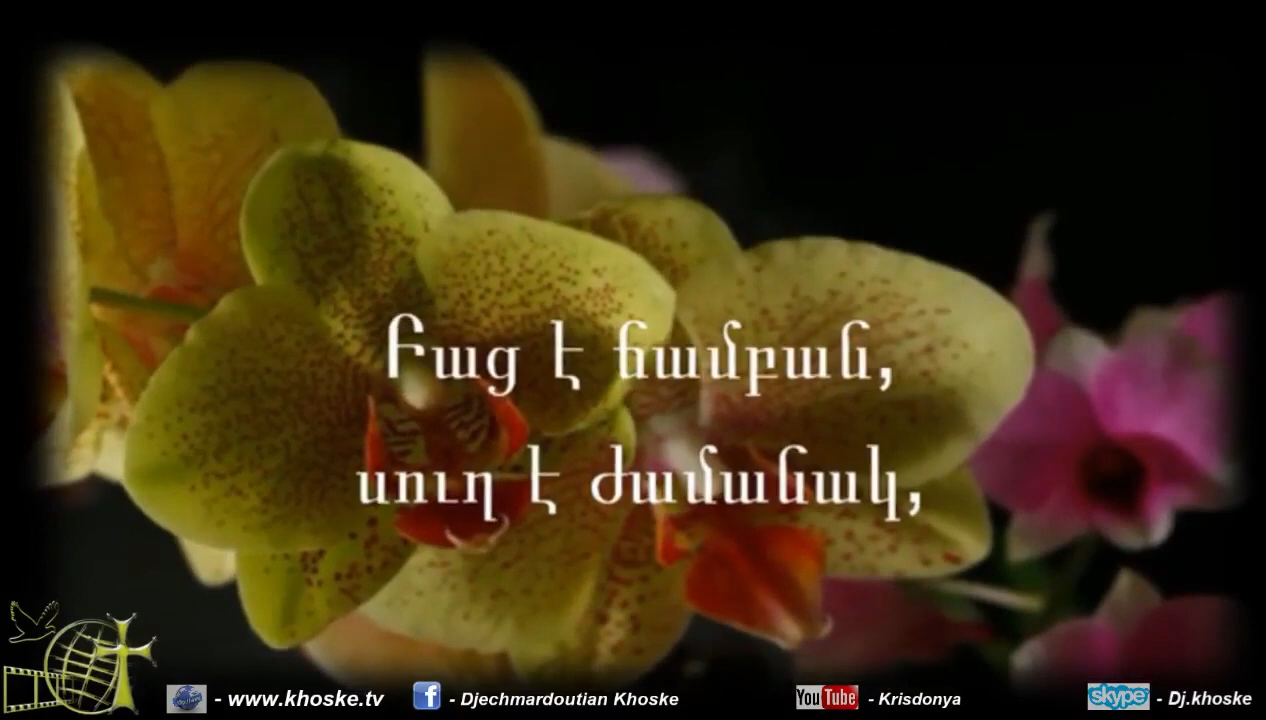 Բաց է ճամբան,
սուղ է ժամանակ,
- www.khoske.tv
- Djechmardoutian Khoske
You Tube - Krisdonya
skype - Dj.khoske